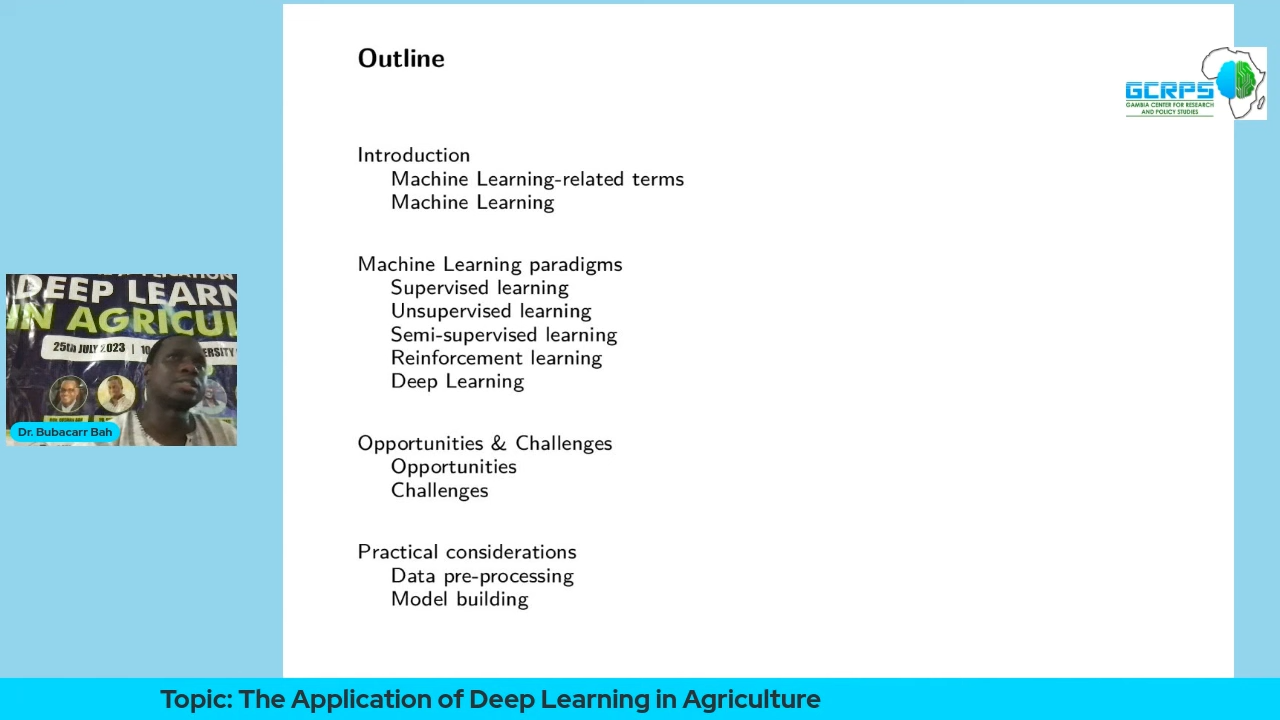 Outline
GCRPS
GAMBIA CENTER FOR RESEARCH
AND POLICY STUDIES
Introduction
Machine Learning-related terms
Machine Learning
Machine Learning paradigms
Supervised learning
Unsupervised learning
Semi-supervised learning
Reinforcement learning
Deep Learning
Opportunities & Challenges
Opportunities
Challenges
Practical considerations
Data pre-processing
Model building
DEEP LEARN
IN AGRICUL
25th JULY 2023 | 10
ERSITY
Dr. Bubacarr Bah
Topic: The Application of Deep Learning in Agriculture